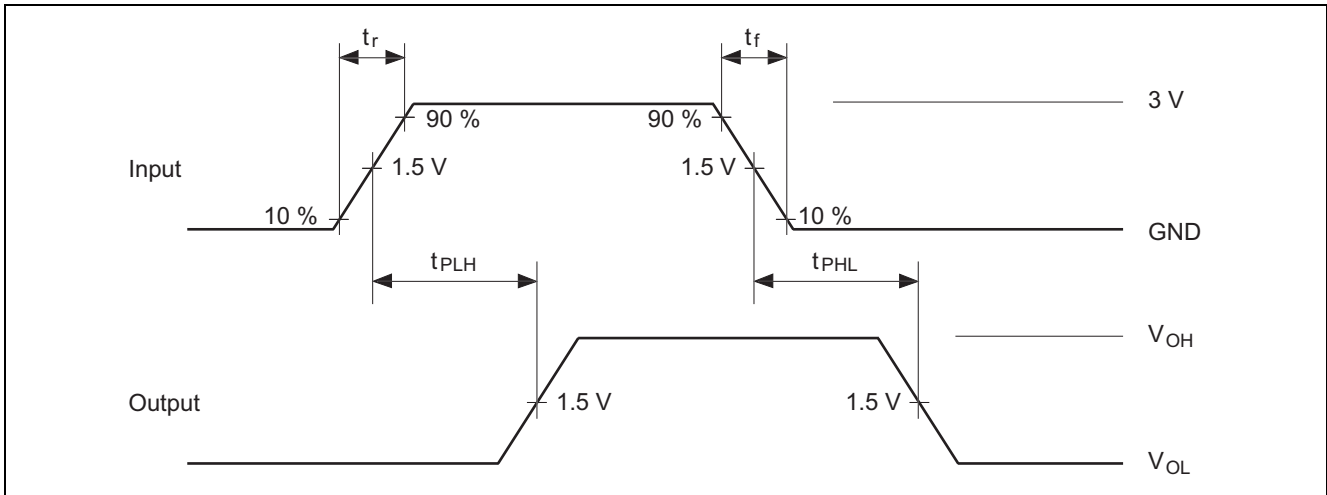 tr
tf
3 V
90 %
90 %
Input
1.5 V
1.5 V
10 %
10 %
GND
tPLH
tPHL
VOH
Output
1.5 V
1.5 V
VOL